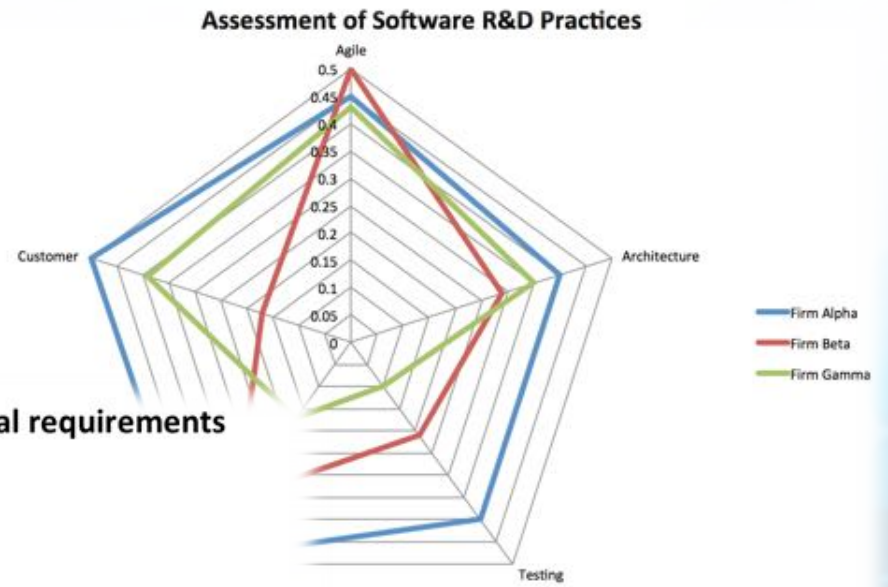 Assessment of Software R&D Practices
Agile
0.5
0.45
0.4
0.35
0.3
0.25
0.2
0.15
0.1
0.05
0
Customer
Architecture
Firm Alpha
Firm Beta
Firm Gamma
al requirements
Testing